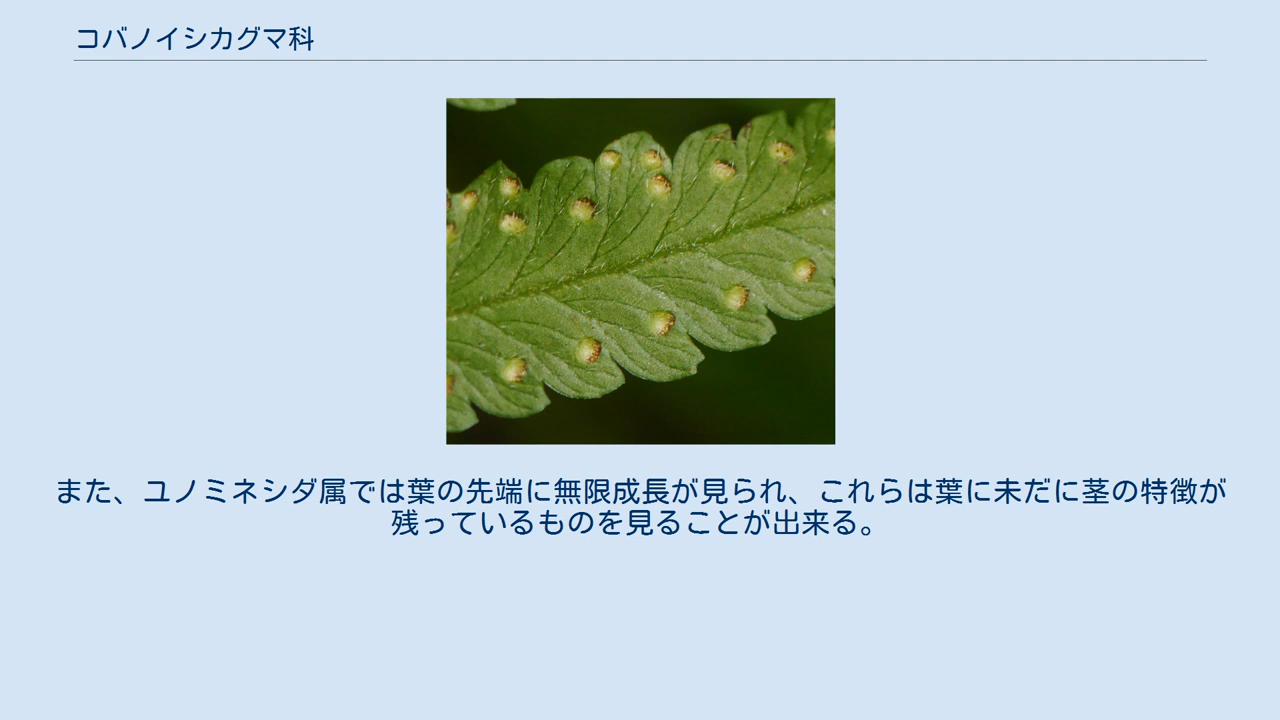 コバノイシカグマ科
また、ユノミネシダ属では葉の先端に無限成長が見られ、これらは葉に未だに茎の特徴が
残っているものを見ることが出来る。